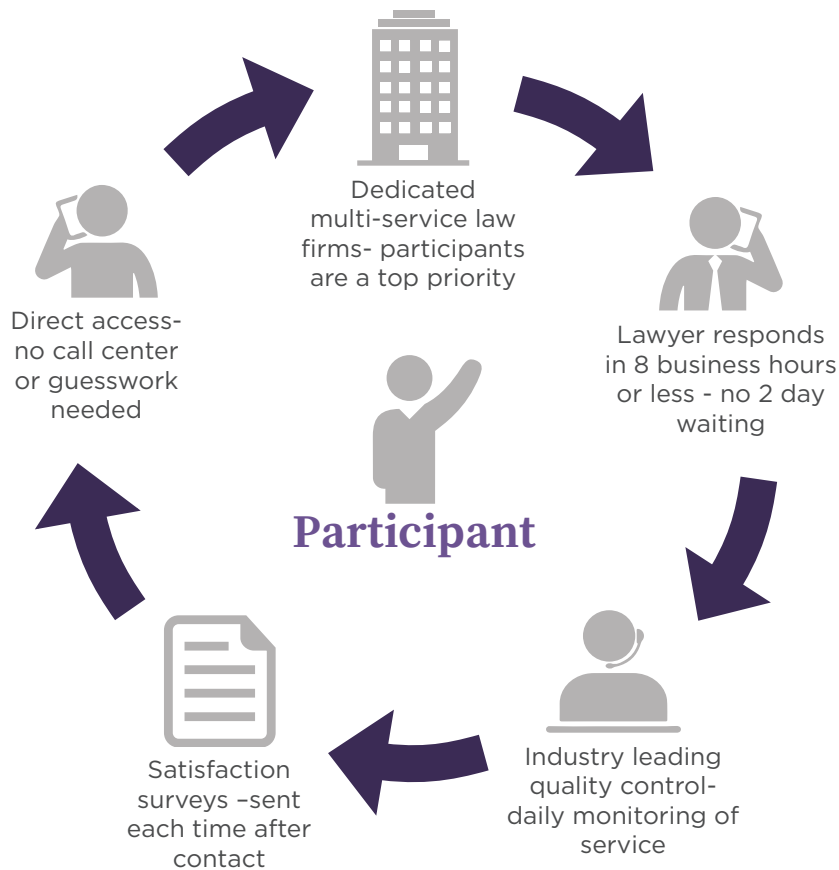 Dedicated
multi-service law
firms- participants
are a top priority
Direct access-
no call center
or guesswork
needed
Lawyer responds
in 8 business hours
or less - no 2 day
waiting
Participant
Satisfaction
surveys –sent
each time after
contact
Industry leading
quality control-
daily monitoring of
service